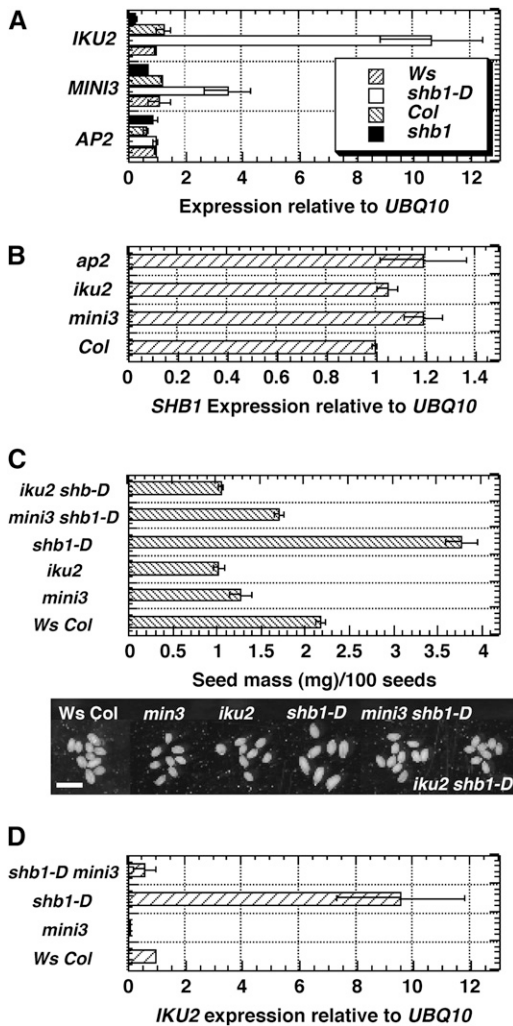 A
IKU2
MINI3
AP2
Ws
shb1-D
Col
shb1
0 2 4 6 8 10 12
Expression relative to UBQ10
B
ap2
iku2
mini3
Col
0 0.2 0.4 0.6 0.8 1 1.2 1.4
SHB1 Expression relative to UBQ10
C
iku2 shb-D
mini3 shb1-D
shb1-D
iku2
mini3
Ws Col
0 0.5 1 1.5 2 2.5 3 3.5 4
Seed mass (mg)/100 seeds
Ws Col min3 iku2 shb1-D mini3 shb1-D
iku2 shb1-D
D
shb1-D mini3
shb1-D
mini3
Ws Col
0 2 4 6 8 10 12
IKU2 expression relative to UBQ10